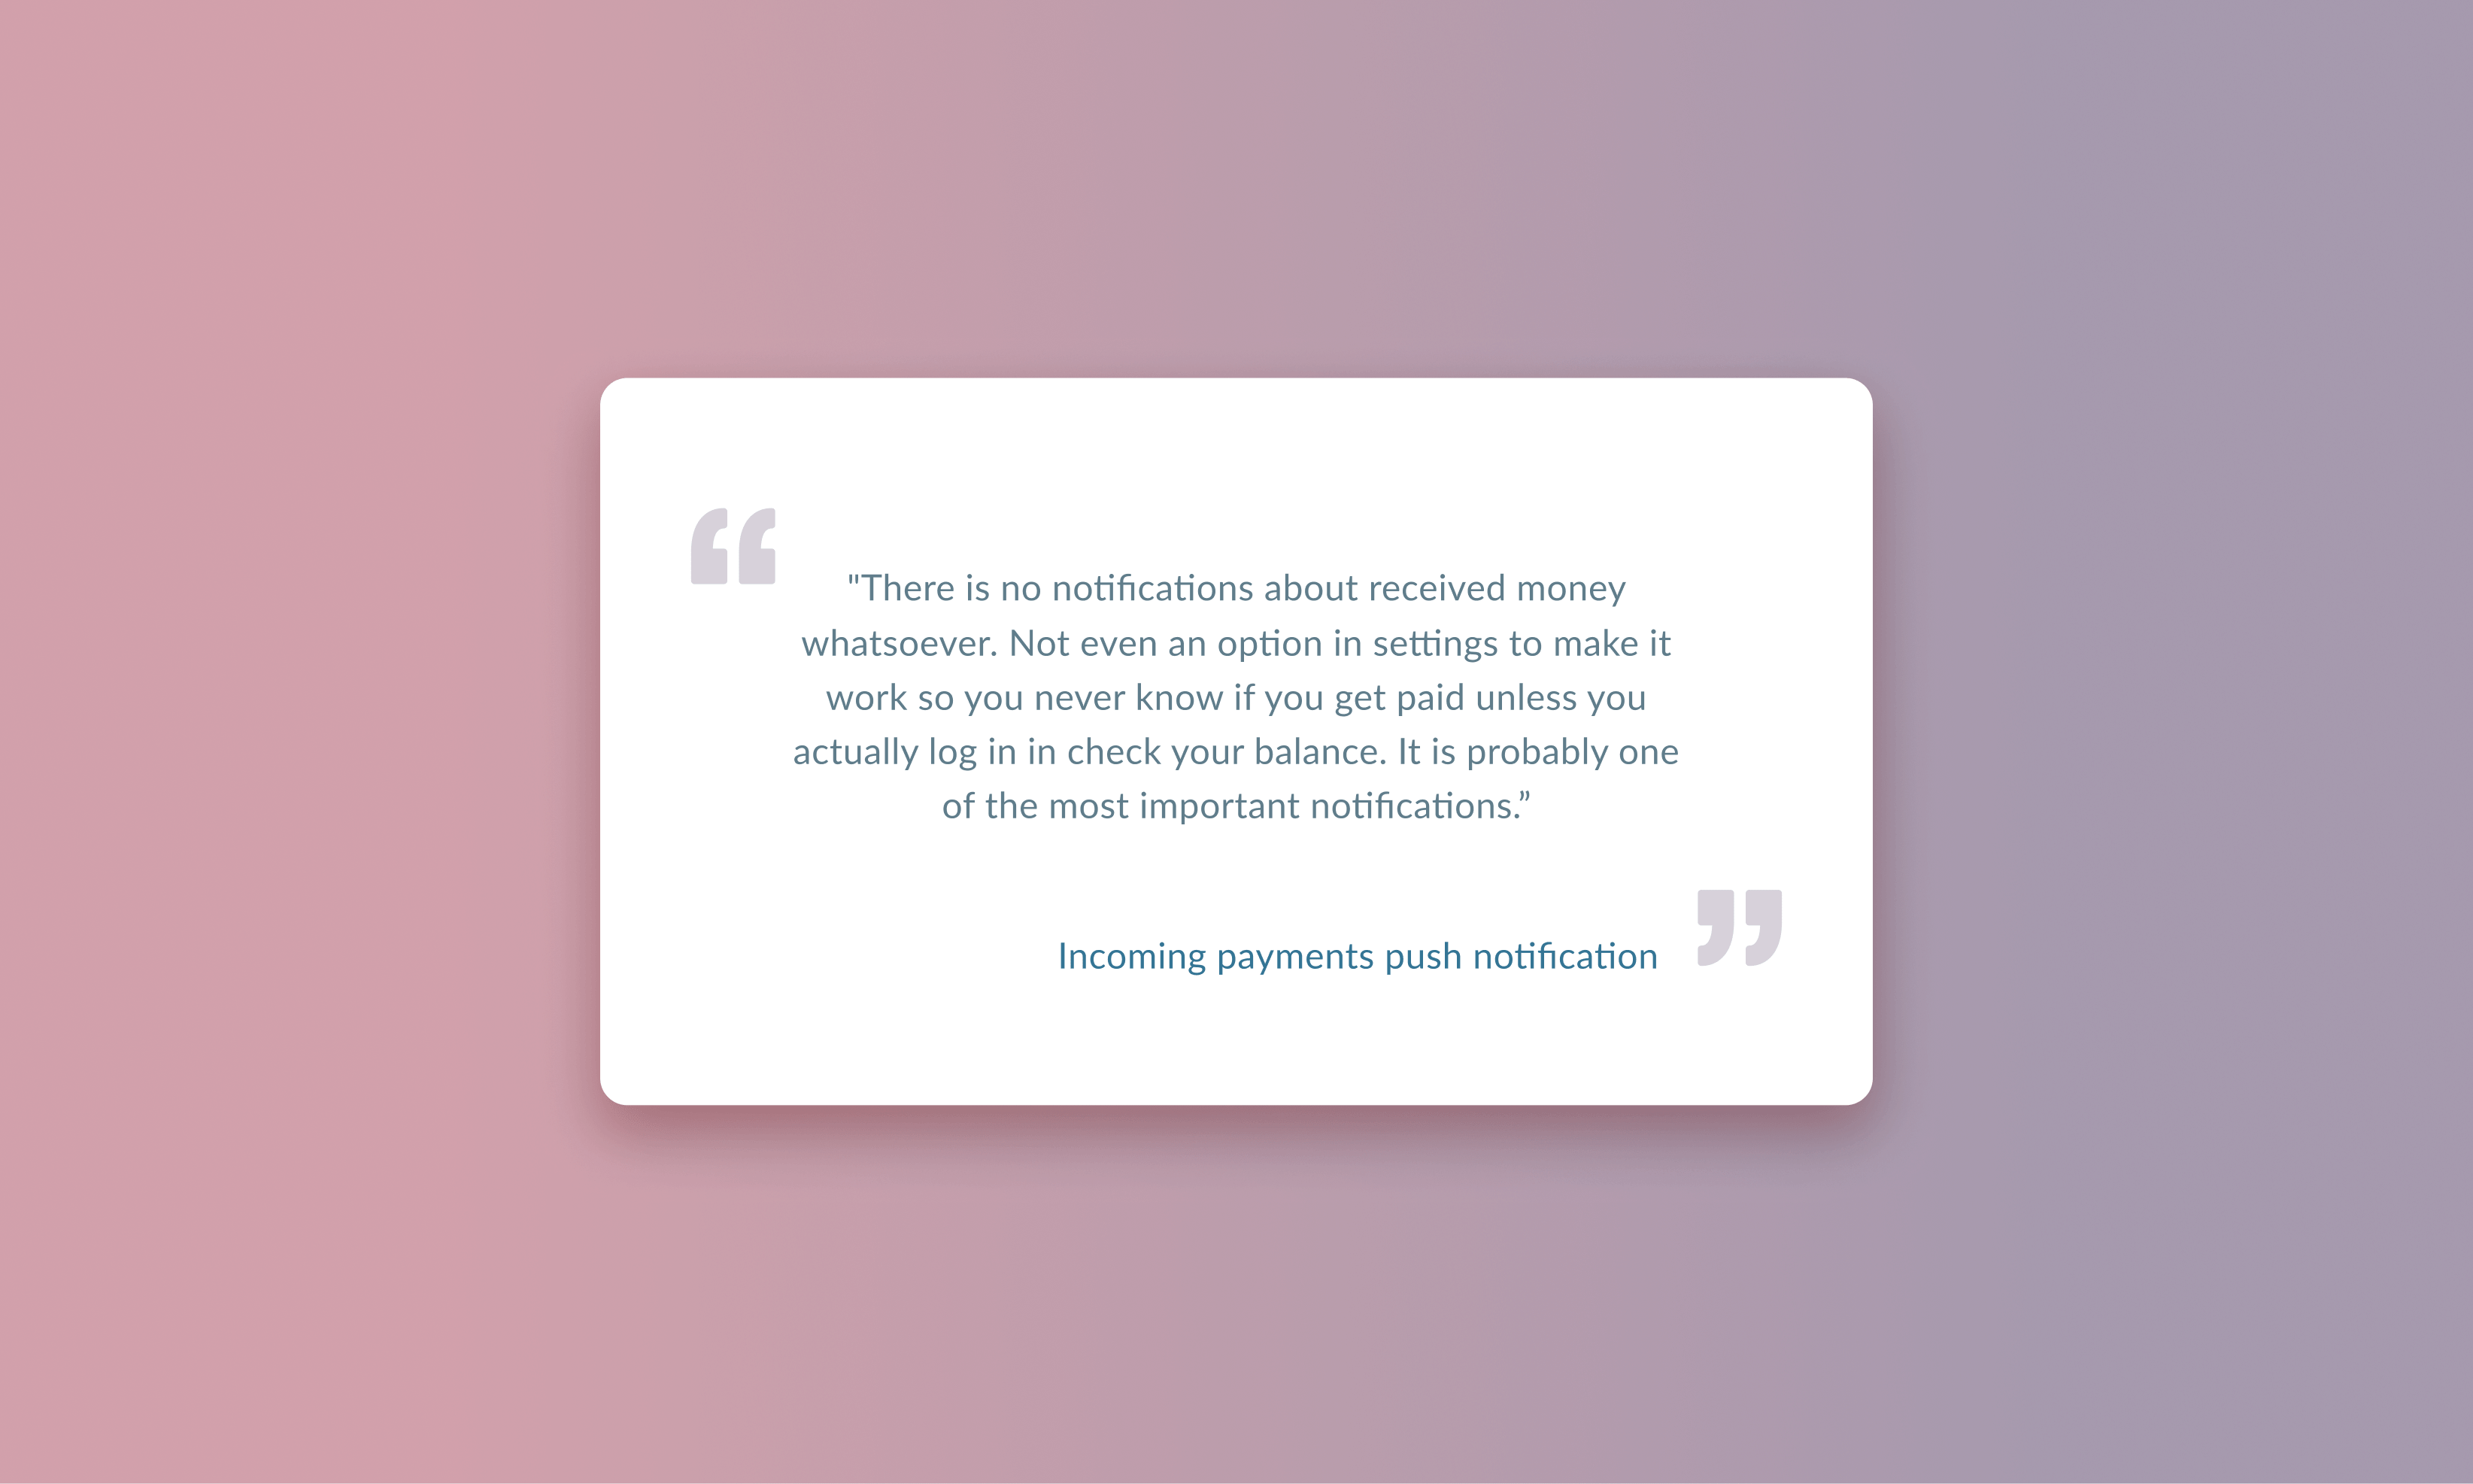 "There is no notifications about received money
whatsoever. Not even an option in settings to make it
work so you never know if you get paid unless you
actually log in in check your balance. It is probably one
of the most important notifications.”
Incoming payments push notification